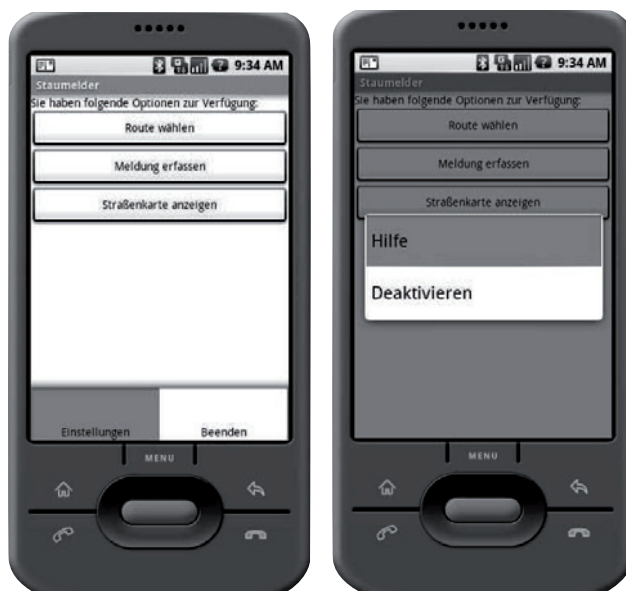 9:34 AM
Staumelder
Sie haben folgende Optionen zur Verfügung:
Route wählen
Meldung erfassen
Straßenkarte anzeigen
Einstellungen
Beenden
MENU
9:34 AM
Staumelder
Sie haben folgende Optionen zur Verfügung:
Route wählen
Meldung erfassen
Straßenkarte anzeigen
Hilfe
Deaktivieren
MENU